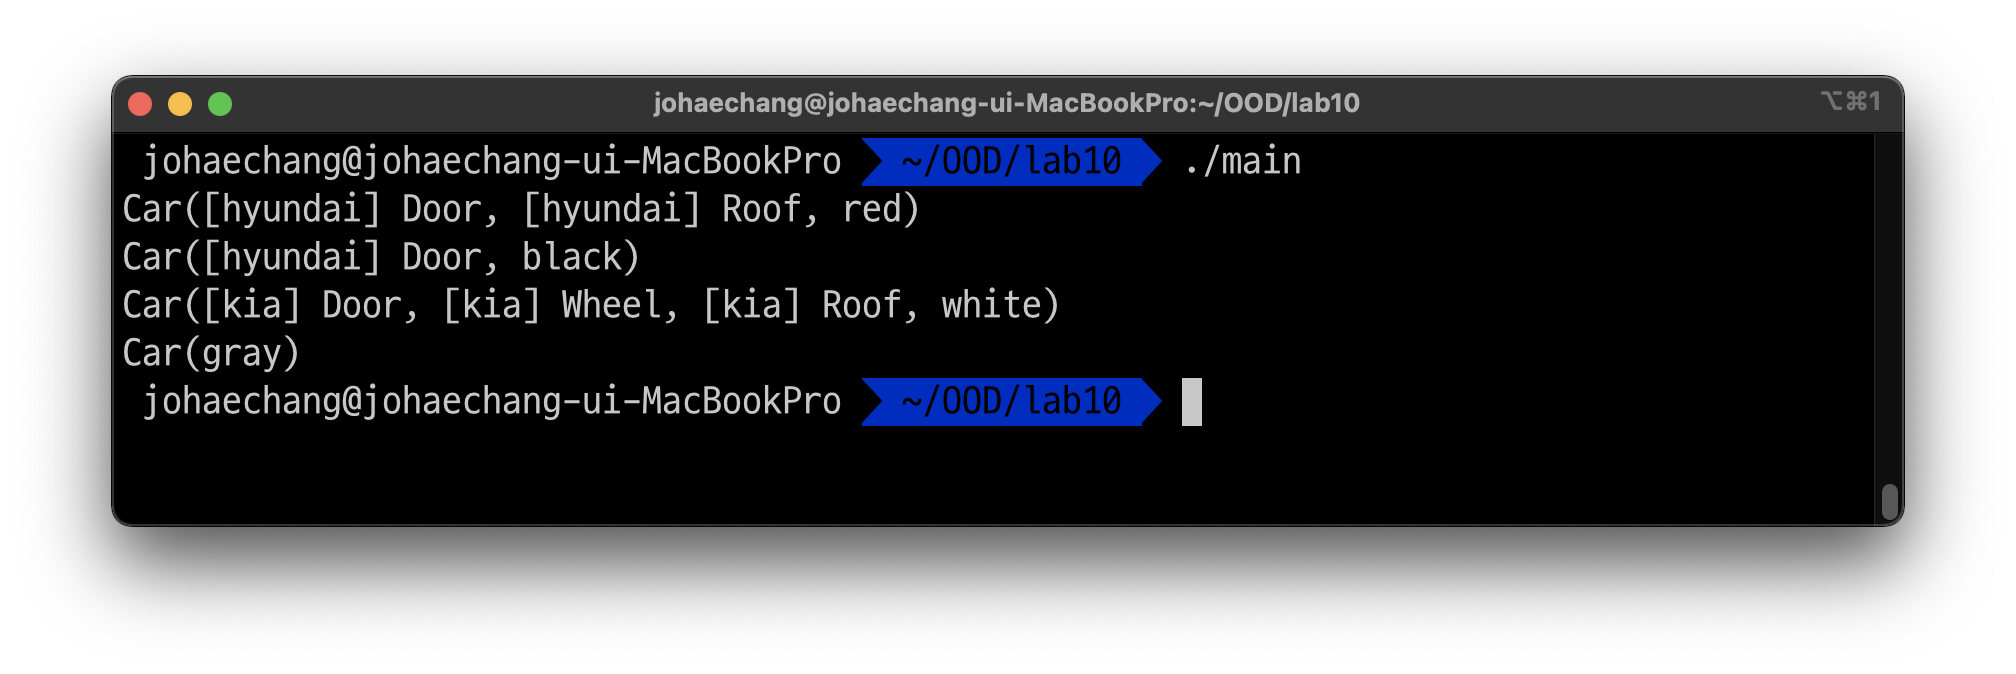 johaechang@johaechang-ui-MacBookPro:~/OOD/lab10 ⌥⌘1
johaechang@johaechang-ui-MacBookPro ~/OOD/lab10 ./main
Car([hyundai] Door, [hyundai] Roof, red)
Car([hyundai] Door, black)
Car([kia] Door, [kia] Wheel, [kia] Roof, white)
Car(gray)
johaechang@johaechang-ui-MacBookPro ~/OOD/lab10